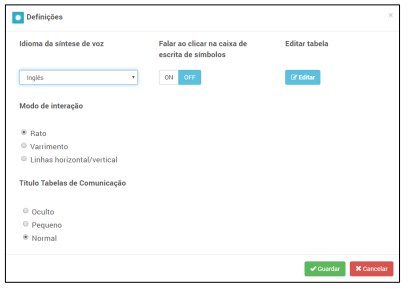 Definições
×
Idioma da síntese de voz
Falar ao clicar na caixa de
escrita de símbolos
Editar tabela
Inglês
ON OFF
Editar
Modo de interação
Rato
Varrimento
Linhas horizontal/vertical
Título Tabelas de Comunicação
Oculto
Pequeno
Normal
Guardar
Cancelar